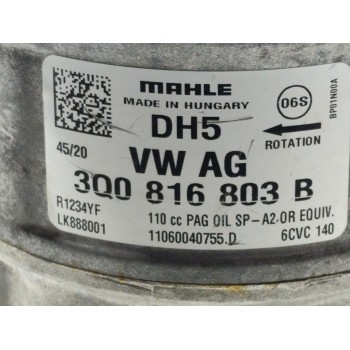 MAHLE
MADE IN HUNGARY
06S
BP01N00A
DH5
ROTATION
45/20
VW AG
3Q0 816 803 B
R1234YF
110 cc PAG OIL SP-A2 OR EQUIV.
LK888001
11060040755.D
6CVC 140